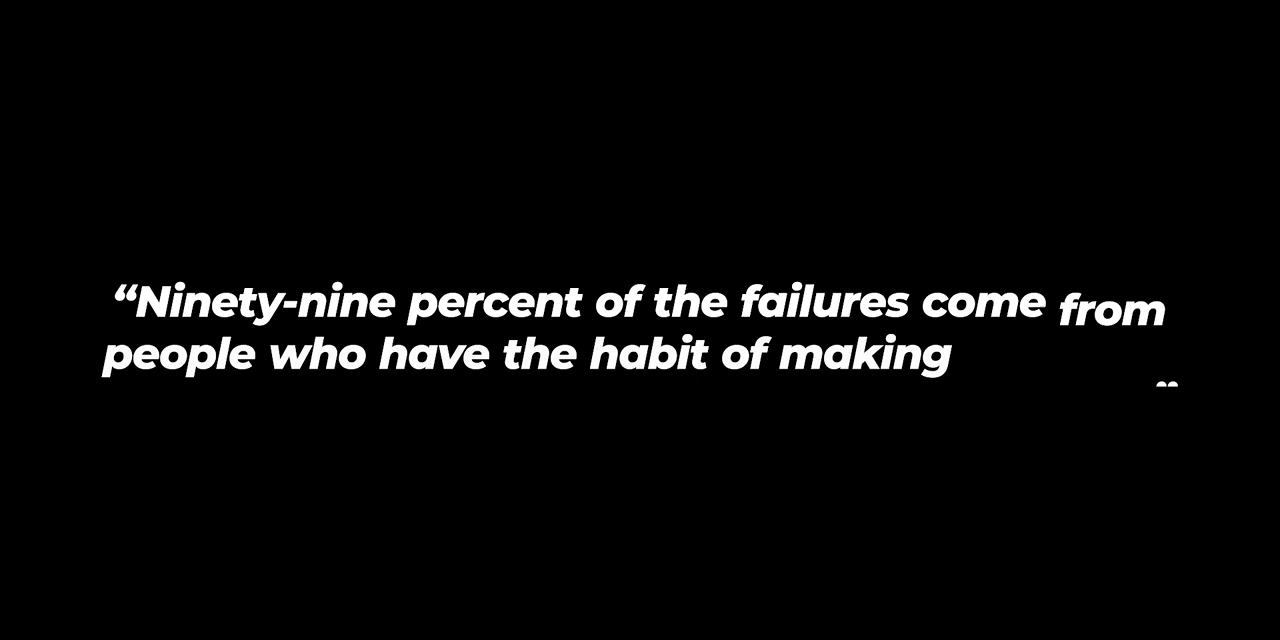 “Ninety-nine percent of the failures come from
people who have the habit of making